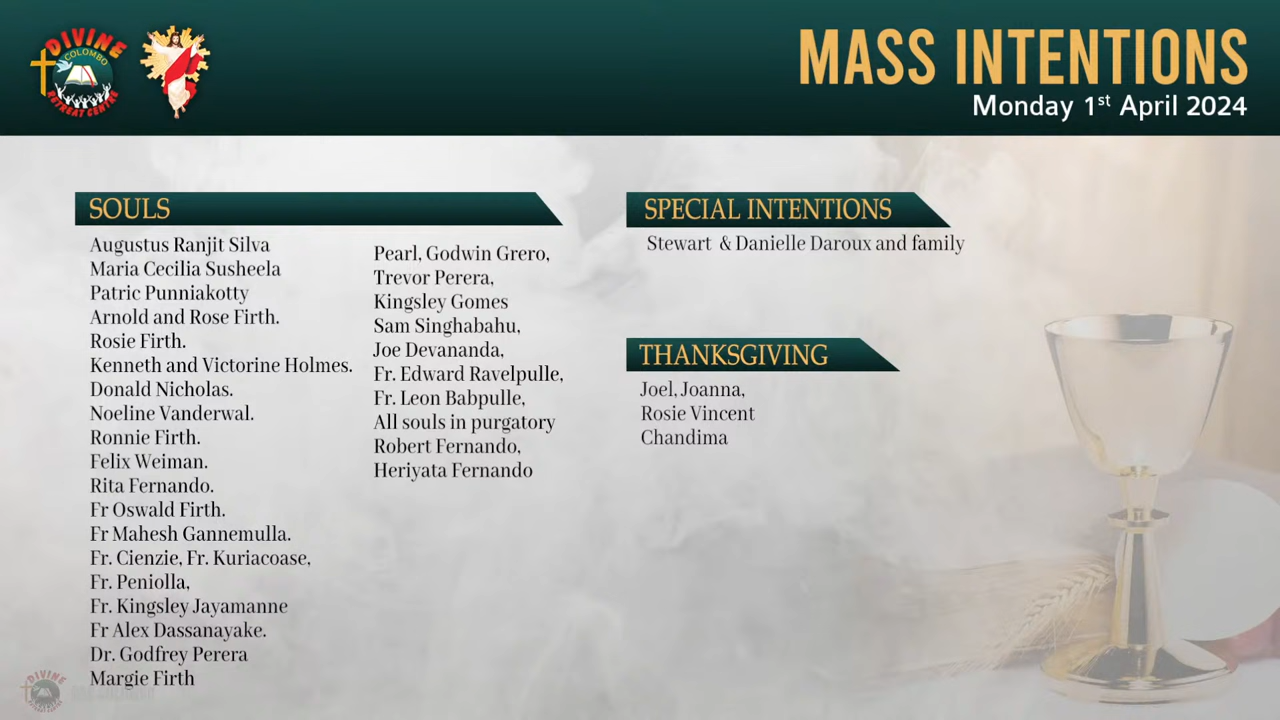 DIVINE
COLOMBO
RETREAT CENTRE
MASS INTENTIONS
Monday 1st April 2024
SOULS
Augustus Ranjit Silva
Maria Cecilia Susheela
Patric Punniakotty
Arnold and Rose Firth.
Rosie Firth.
Kenneth and Victorine Holmes.
Donald Nicholas.
Noeline Vanderwal.
Ronnie Firth.
Felix Weiman.
Rita Fernando.
Fr Oswald Firth.
Fr Mahesh Gannemulla.
Fr. Cienzie, Fr. Kuriacoase,
Fr. Peniolla,
Fr. Kingsley Jayamanne
Fr Alex Dassanayake.
Dr. Godfrey Perera
Margie Firth
Pearl, Godwin Grero,
Trevor Perera,
Kingsley Gomes
Sam Singhabahu,
Joe Devananda,
Fr. Edward Ravelpulle,
Fr. Leon Babpulle,
All souls in purgatory
Robert Fernando,
Heriyata Fernando
SPECIAL INTENTIONS
Stewart & Danielle Daroux and family
THANKSGIVING
Joel, Joanna,
Rosie Vincent
Chandima
DIVINE